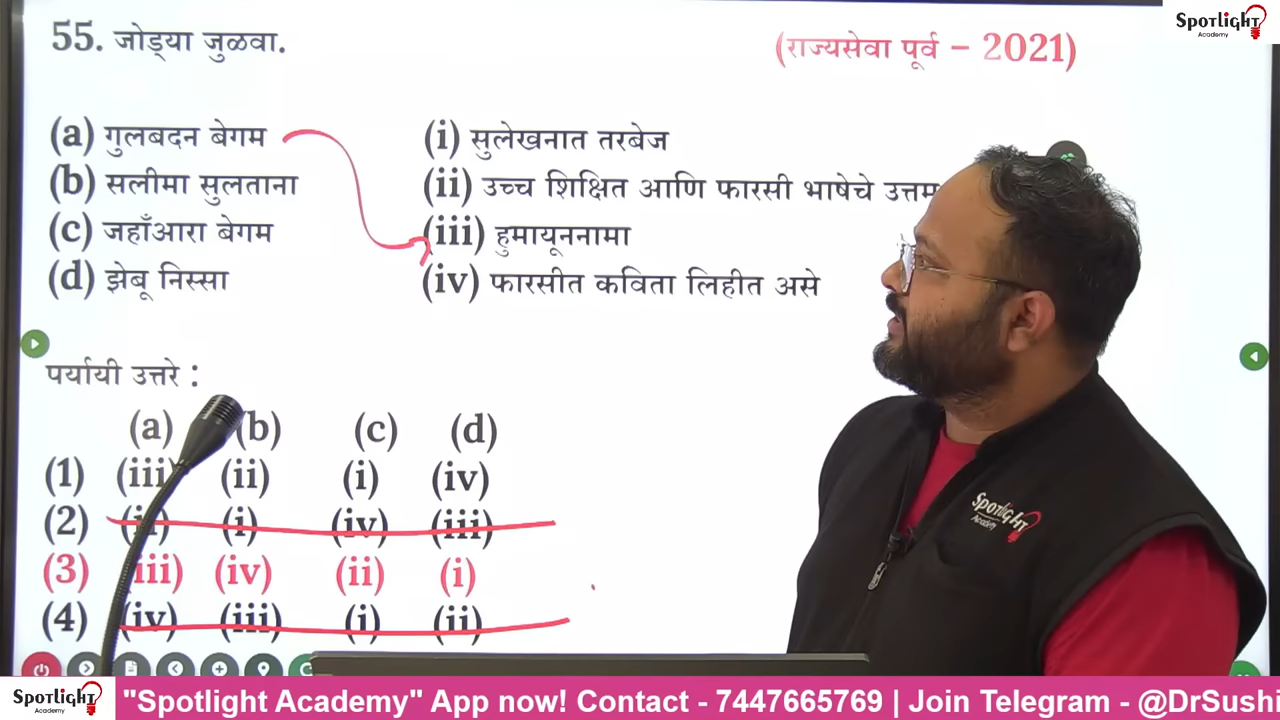 SPOTLIGHT
Academy
55. जोड्या जुळवा.
(राज्यसेवा पूर्व – 2021)
(a) गुलबदन बेगम (i) सुलेखनात तरबेज
(b) सलीमा सुलताना (ii) उच्च शिक्षित आणि फारसी भाषेचे उत्तम
(c) जहाँआरा बेगम (iii) हुमायूननामा
(d) झेबू निस्सा (iv) फारसीत कविता लिहीत असे
पर्यायी उत्तरे :
(a) (b) (c) (d)
(1) (iii) (ii) (i) (iv)
(2) (ii) (i) (iv) (iii)
(3) (iii) (iv) (ii) (i)
(4) (iv) (iii) (i) (ii)
SPOTLIGHT
Academy
SPOTLIGHT
Academy
"Spotlight Academy" App now! Contact - 7447665769 | Join Telegram - @DrSushi